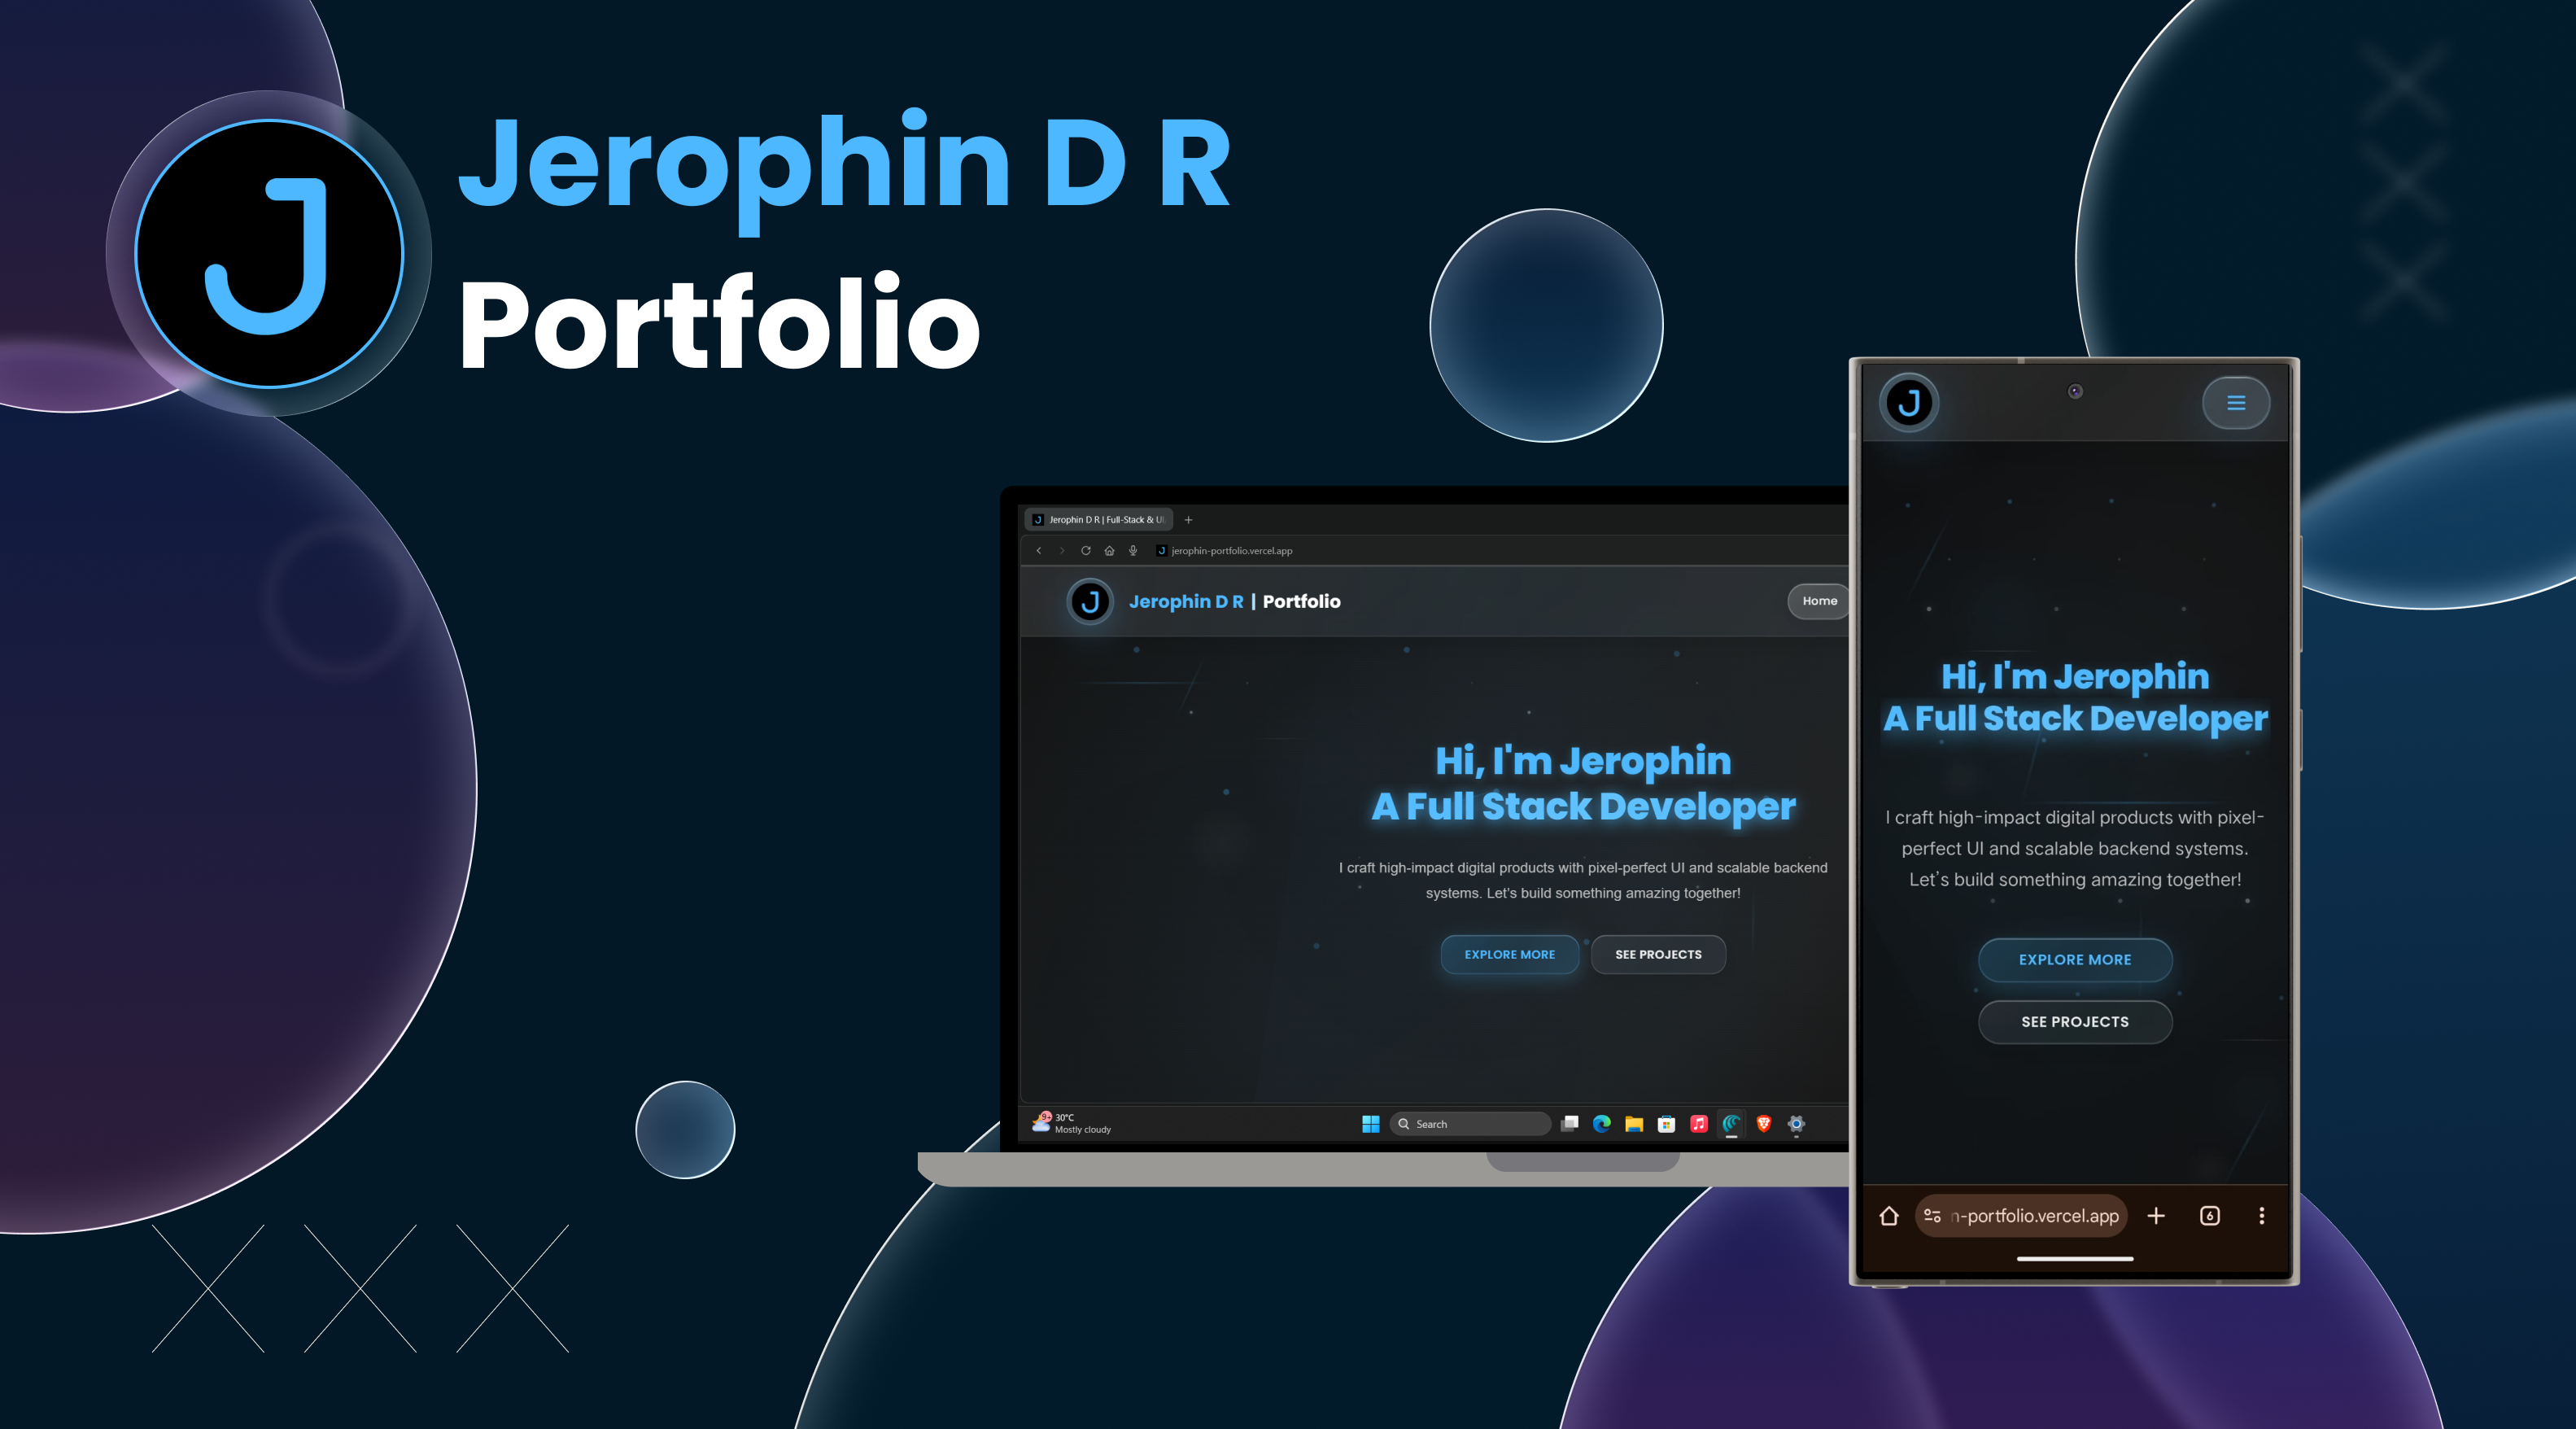 J
Jerophin D R
Portfolio
J Jerophin D R | Full-Stack & UI
J jerophin-portfolio.vercel.app
J Jerophin D R | Portfolio
Home
Hi, I'm Jerophin
A Full Stack Developer
I craft high-impact digital products with pixel-perfect UI and scalable backend
systems. Let's build something amazing together!
EXPLORE MORE
SEE PROJECTS
9+
30°C
Mostly cloudy
Search
J
Hi, I'm Jerophin
A Full Stack Developer
I craft high-impact digital products with pixel-
perfect UI and scalable backend systems.
Let's build something amazing together!
EXPLORE MORE
SEE PROJECTS
n-portfolio.vercel.app
6